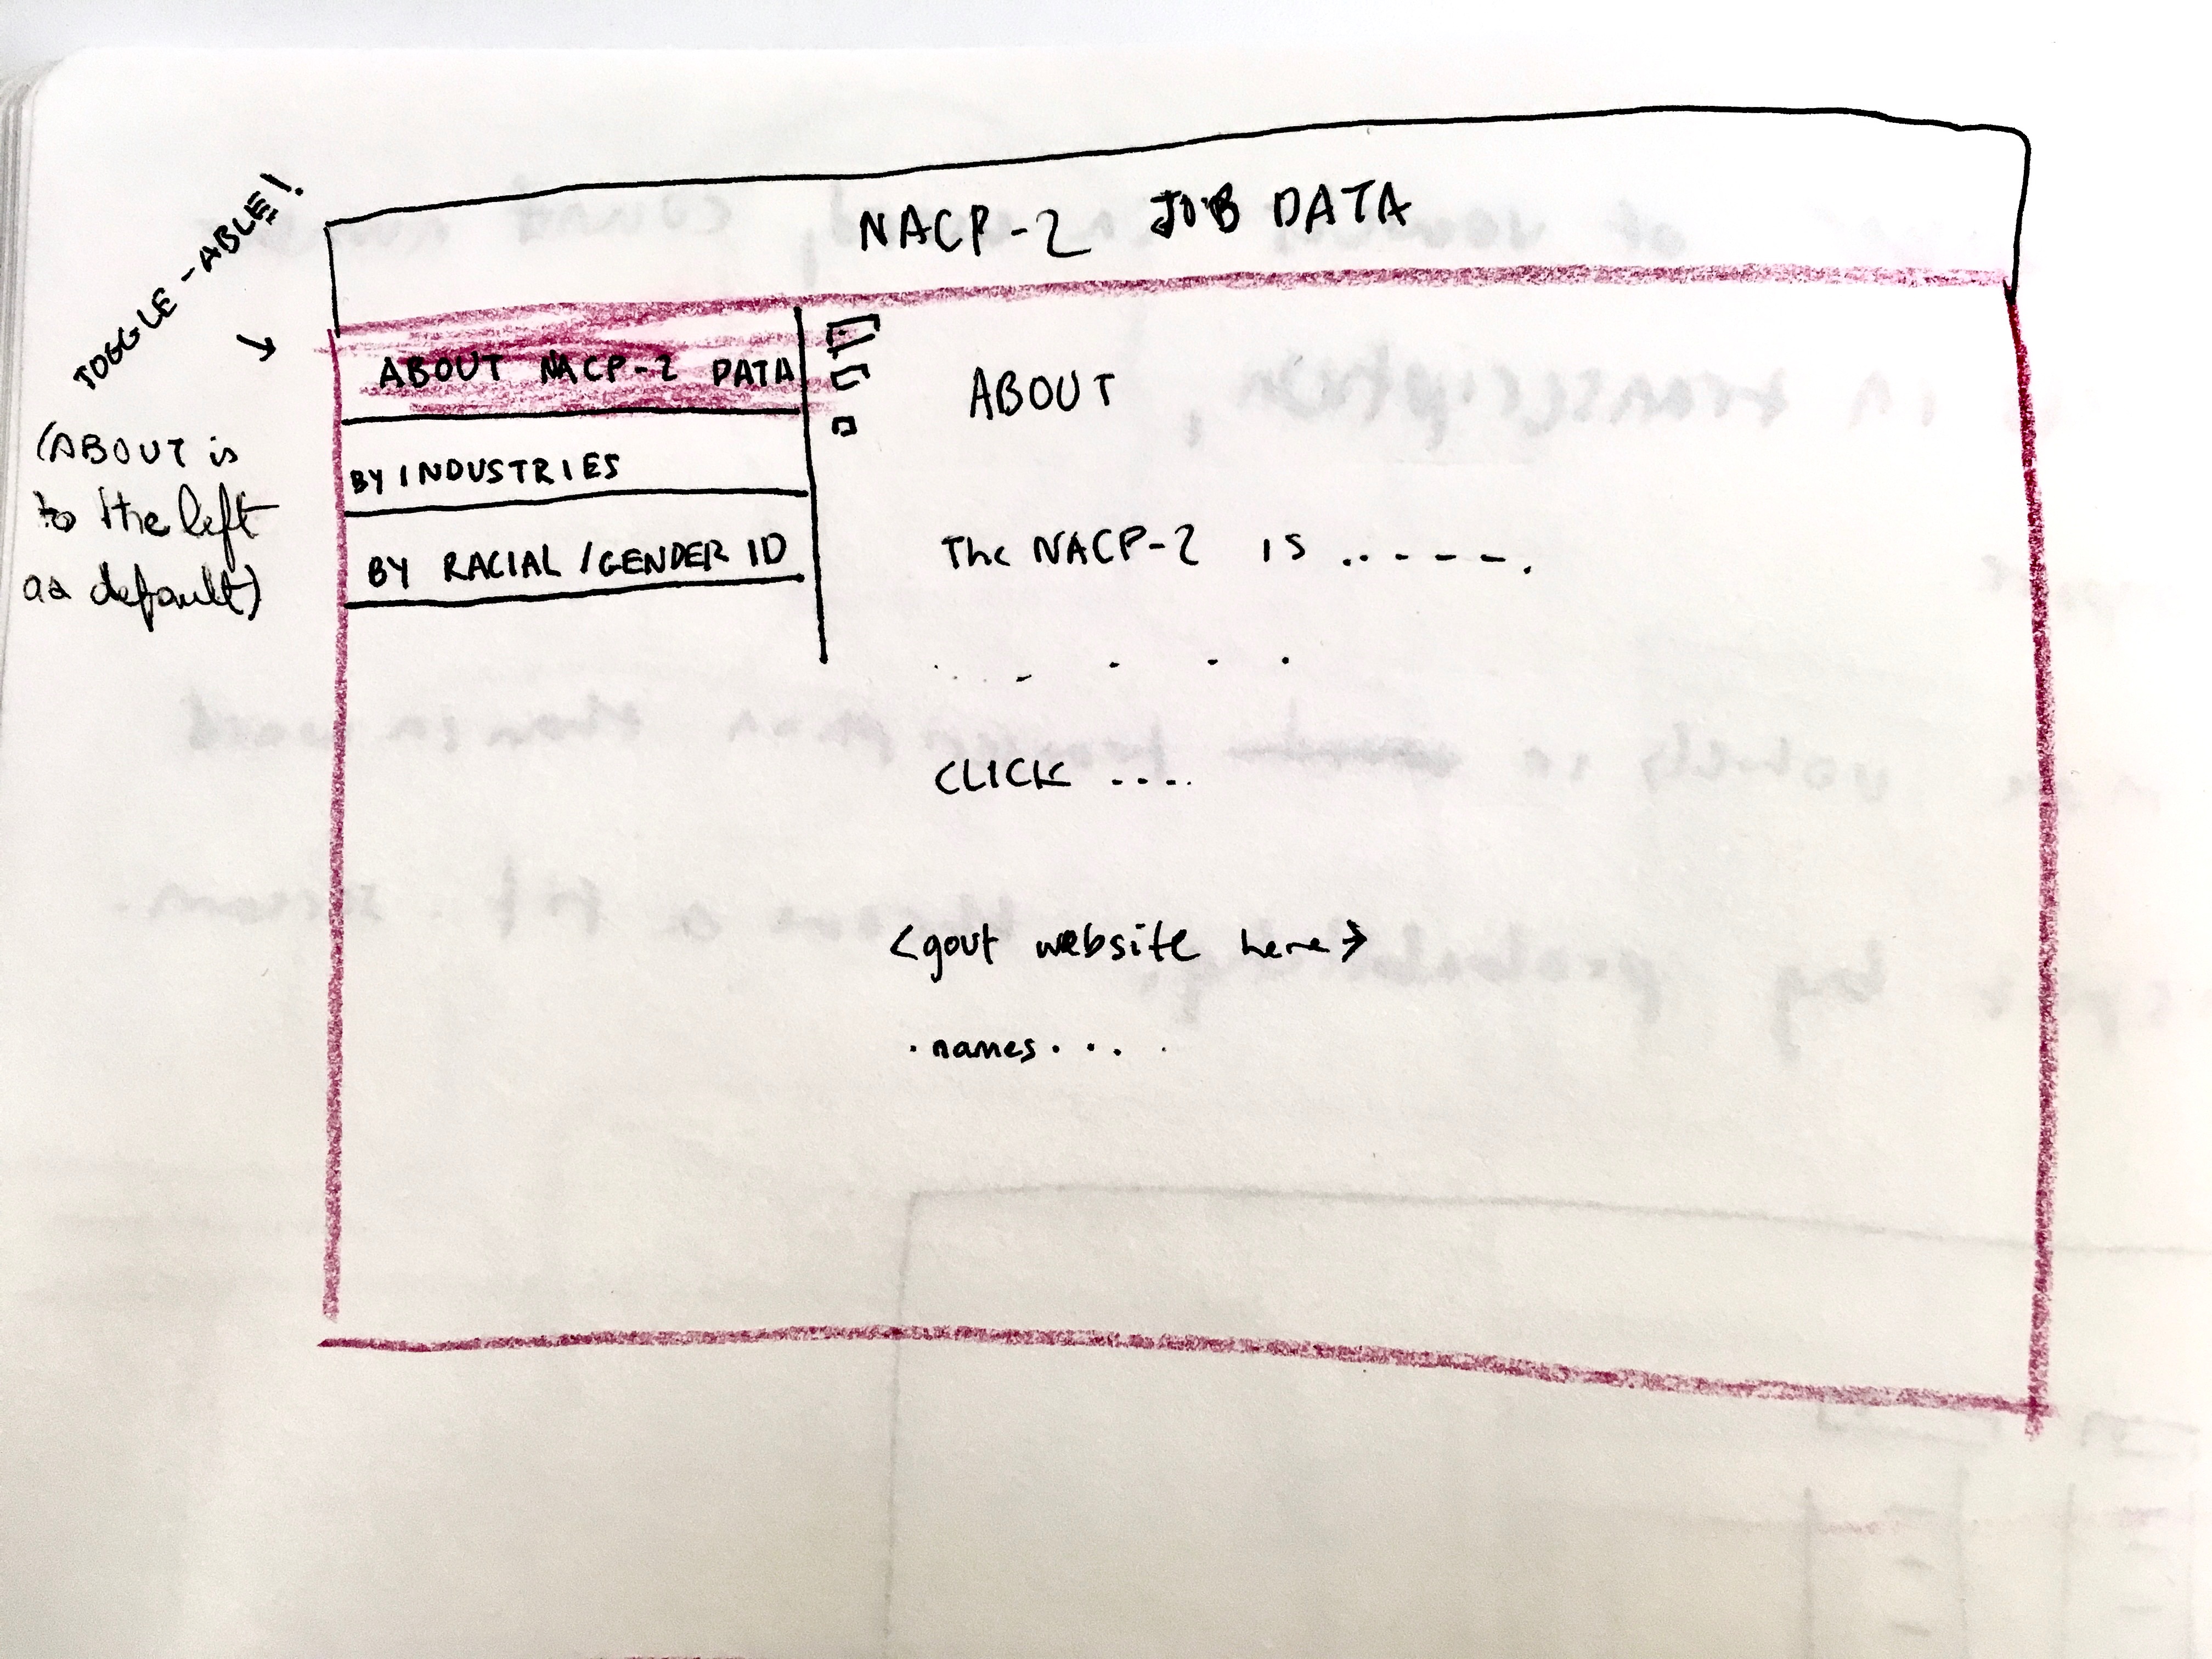 NACP-2 JOB DATA
TOGGLE-ABLE!
(ABOUT is
to the left
as default)
ABOUT NACP-2 DATA
BY INDUSTRIES
BY RACIAL/GENDER ID
ABOUT
The NACP-2 IS .----.
CLICK ....
<govt website here>
.names....